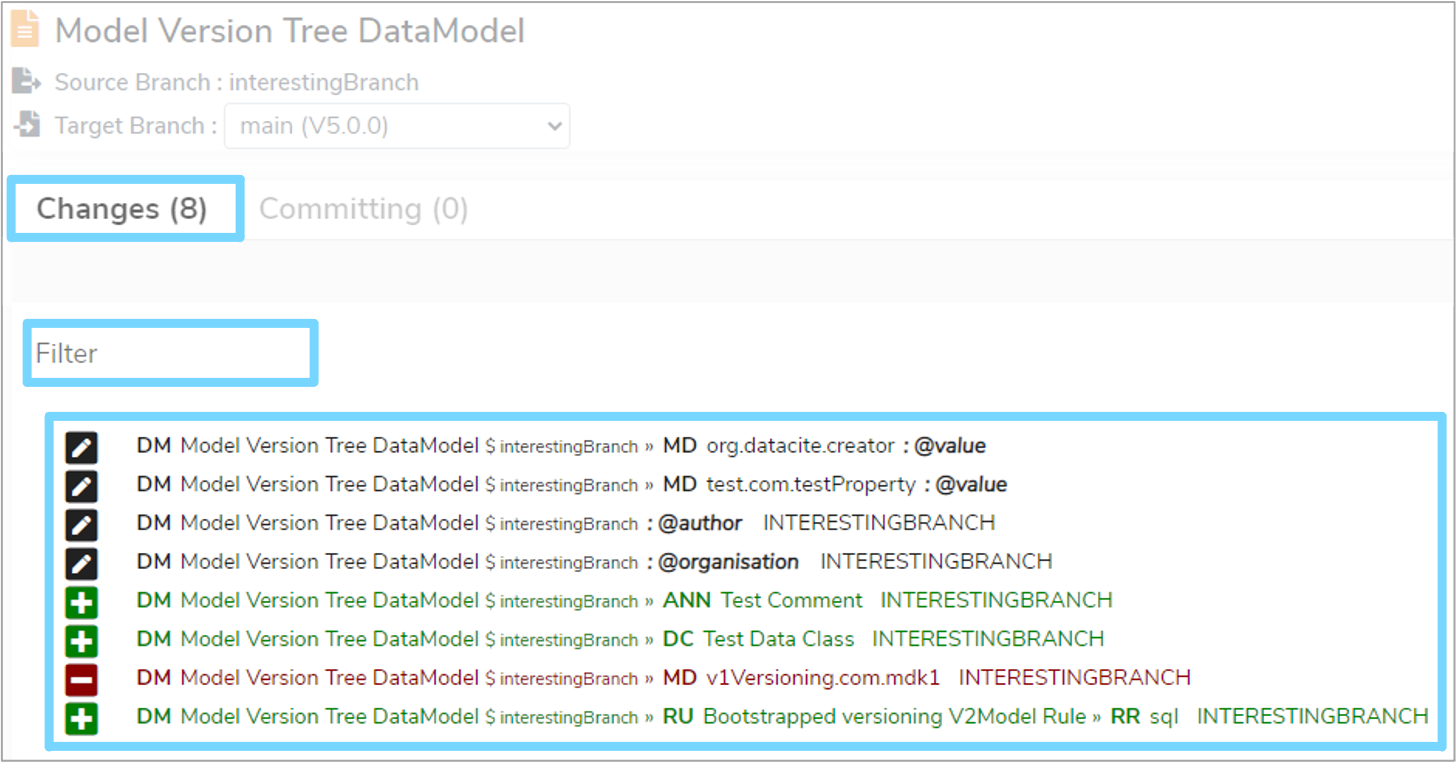 Model Version Tree DataModel
Source Branch : interestingBranch
Target Branch : main (V5.0.0)
Changes (8) Committing (0)
Filter
DM Model Version Tree DataModel $ interestingBranch » MD org.datacite.creator : @value
DM Model Version Tree DataModel $ interestingBranch » MD test.com.testProperty : @value
DM Model Version Tree DataModel $ interestingBranch : @author INTERESTINGBRANCH
DM Model Version Tree DataModel $ interestingBranch : @organisation INTERESTINGBRANCH
DM Model Version Tree DataModel $ interestingBranch » ANN Test Comment INTERESTINGBRANCH
DM Model Version Tree DataModel $ interestingBranch » DC Test Data Class INTERESTINGBRANCH
DM Model Version Tree DataModel $ interestingBranch » MD v1Versioning.com.mdk1 INTERESTINGBRANCH
DM Model Version Tree DataModel $ interestingBranch » RU Bootstrapped versioning V2Model Rule » RR sql INTERESTINGBRANCH